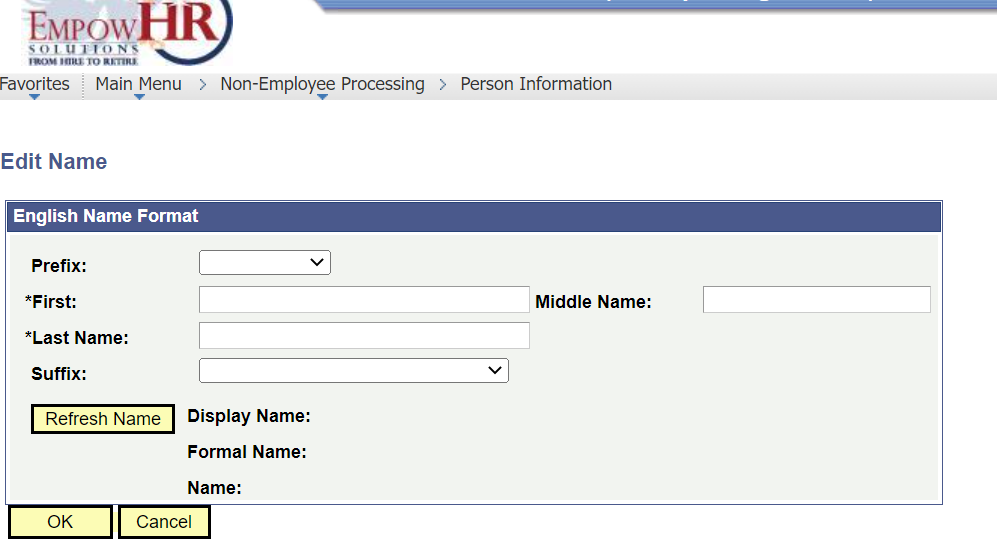 EMPOWHR
SOLUTIONS
FROM HIRE TO RETIRE
Favorites Main Menu > Non-Employee Processing > Person Information
Edit Name
English Name Format
Prefix:
*First: Middle Name:
*Last Name:
Suffix:
Refresh Name Display Name:
Formal Name:
Name:
OK Cancel